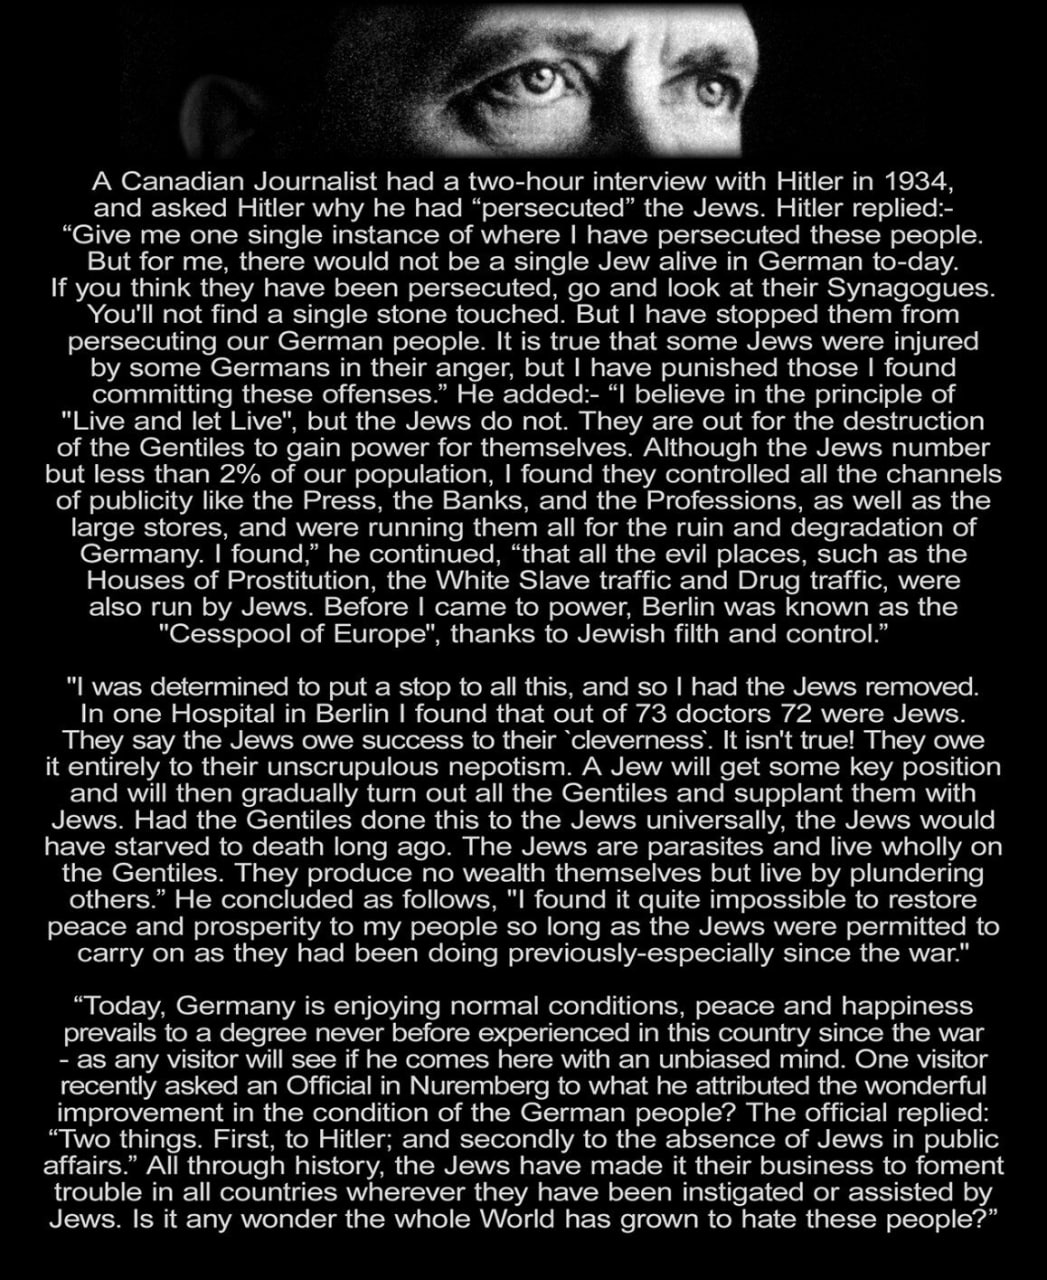 A Canadian Journalist had a two-hour interview with Hitler in 1934,
and asked Hitler why he had “persecuted” the Jews. Hitler replied:-
“Give me one single instance of where I have persecuted these people.
But for me, there would not be a single Jew alive in German to-day.
If you think they have been persecuted, go and look at their Synagogues.
You'll not find a single stone touched. But I have stopped them from
persecuting our German people. It is true that some Jews were injured
by some Germans in their anger, but I have punished those I found
committing these offenses.” He added:- “I believe in the principle of
"Live and let Live", but the Jews do not. They are out for the destruction
of the Gentiles to gain power for themselves. Although the Jews number
but less than 2% of our population, I found they controlled all the channels
of publicity like the Press, the Banks, and the Professions, as well as the
large stores, and were running them all for the ruin and degradation of
Germany. I found,” he continued, “that all the evil places, such as the
Houses of Prostitution, the White Slave traffic and Drug traffic, were
also run by Jews. Before I came to power, Berlin was known as the
"Cesspool of Europe", thanks to Jewish filth and control.”
"I was determined to put a stop to all this, and so I had the Jews removed.
In one Hospital in Berlin I found that out of 73 doctors 72 were Jews.
They say the Jews owe success to their `cleverness`. It isn't true! They owe
it entirely to their unscrupulous nepotism. A Jew will get some key position
and will then gradually turn out all the Gentiles and supplant them with
Jews. Had the Gentiles done this to the Jews universally, the Jews would
have starved to death long ago. The Jews are parasites and live wholly on
the Gentiles. They produce no wealth themselves but live by plundering
others.” He concluded as follows, "I found it quite impossible to restore
peace and prosperity to my people so long as the Jews were permitted to
carry on as they had been doing previously-especially since the war."
“Today, Germany is enjoying normal conditions, peace and happiness
prevails to a degree never before experienced in this country since the war
- as any visitor will see if he comes here with an unbiased mind. One visitor
recently asked an Official in Nuremberg to what he attributed the wonderful
improvement in the condition of the German people? The official replied:
“Two things. First, to Hitler; and secondly to the absence of Jews in public
affairs.” All through history, the Jews have made it their business to foment
trouble in all countries wherever they have been instigated or assisted by
Jews. Is it any wonder the whole World has grown to hate these people?”